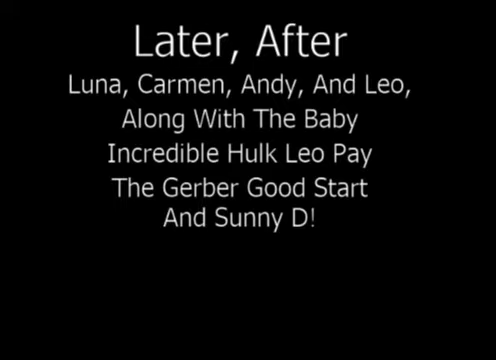 Later, After
Luna, Carmen, Andy, And Leo,
Along With The Baby
Incredible Hulk Leo Pay
The Gerber Good Start
And Sunny D!